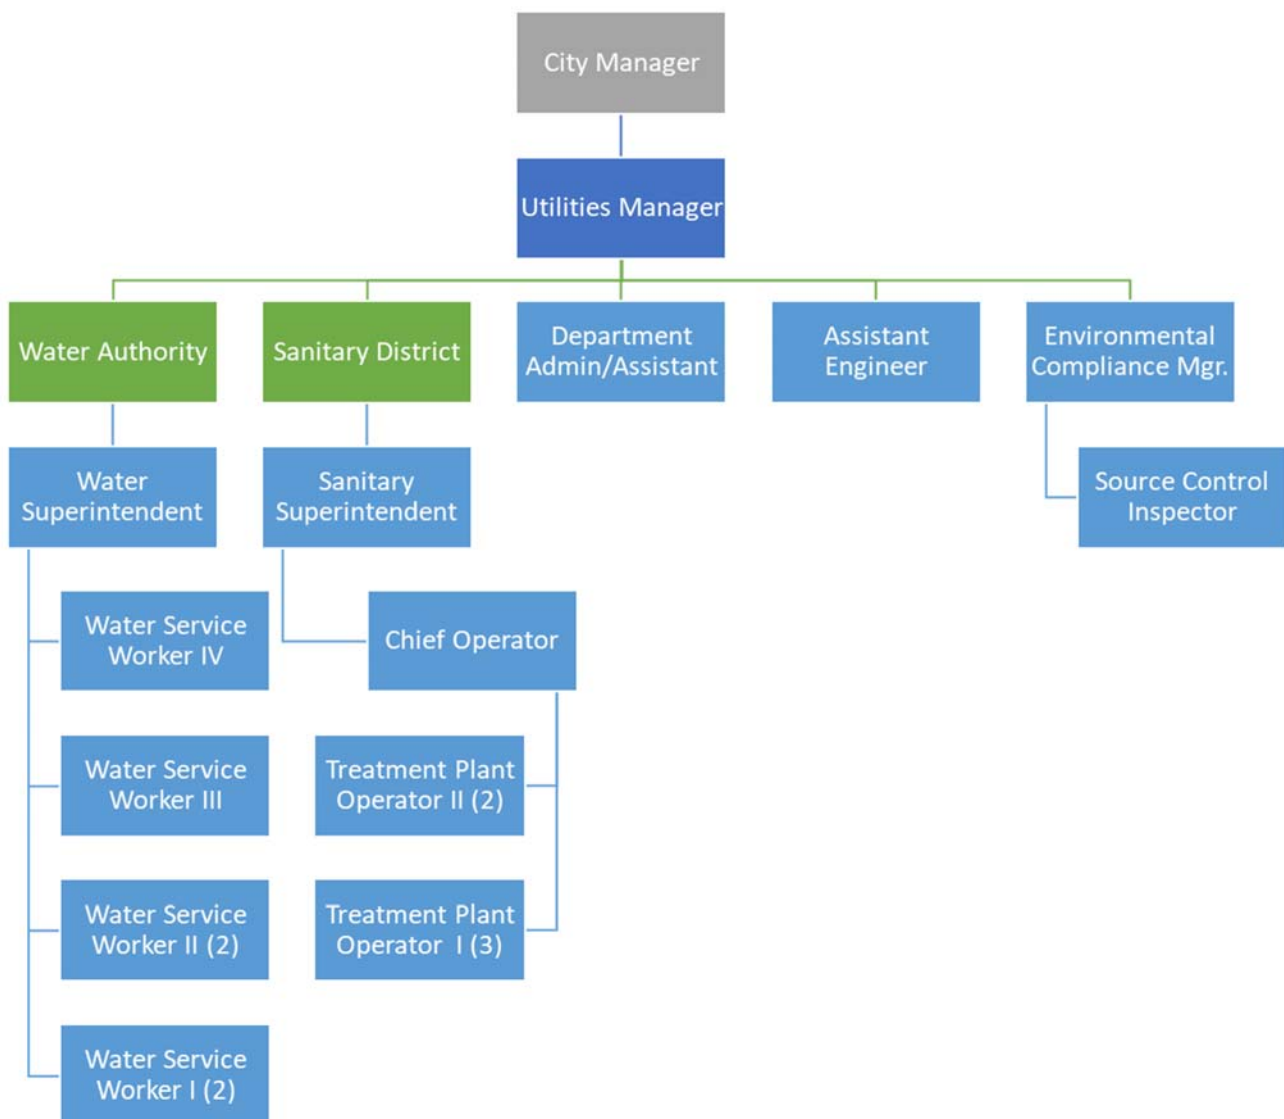 City Manager
Utilities Manager
Water Authority
Sanitary District
Department
Admin/Assistant
Assistant
Engineer
Environmental
Compliance Mgr.
Water
Superintendent
Sanitary
Superintendent
Source Control
Inspector
Water Service
Worker IV
Chief Operator
Water Service
Worker III
Treatment Plant
Operator II (2)
Water Service
Worker II (2)
Treatment Plant
Operator I (3)
Water Service
Worker I (2)